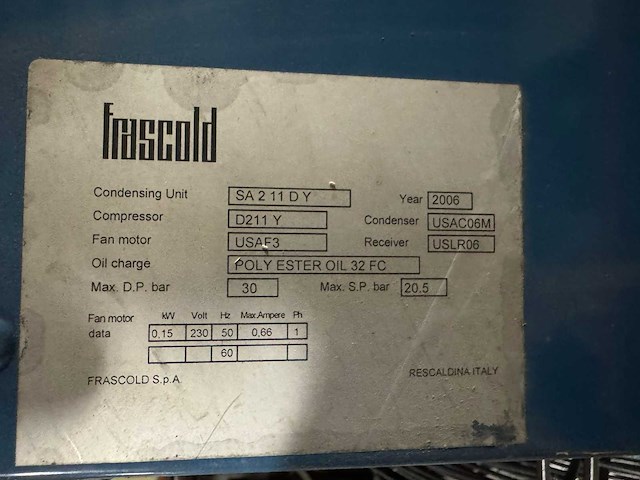 frascold
Condensing Unit SA 2 11 D Y Year 2006
Compressor D211 Y Condenser USAC06M
Fan motor USAF3 Receiver USLR06
Oil charge POLY ESTER OIL 32 FC
Max. D.P. bar 30 Max. S.P. bar 20.5
Fan motor data kW Volt Hz Max.Ampere Ph
0,15 230 50 0,66 1
60
FRASCOLD S.p.A. RESCALDINA ITALY